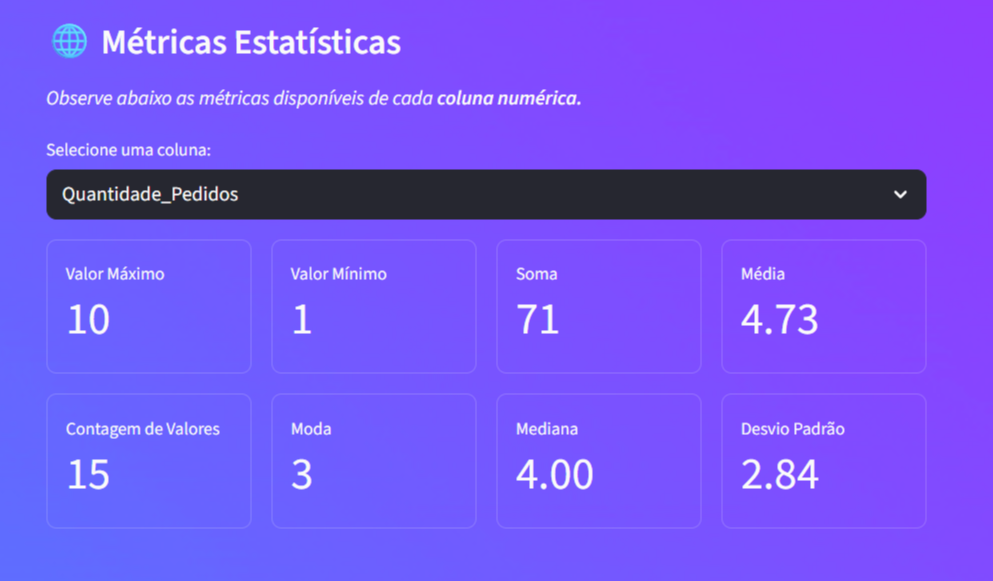 Métricas Estatísticas
Observe abaixo as métricas disponíveis de cada coluna numérica.
Selecione uma coluna:
Quantidade_Pedidos
Valor Máximo
10
Valor Mínimo
1
Soma
71
Média
4.73
Contagem de Valores
15
Moda
3
Mediana
4.00
Desvio Padrão
2.84